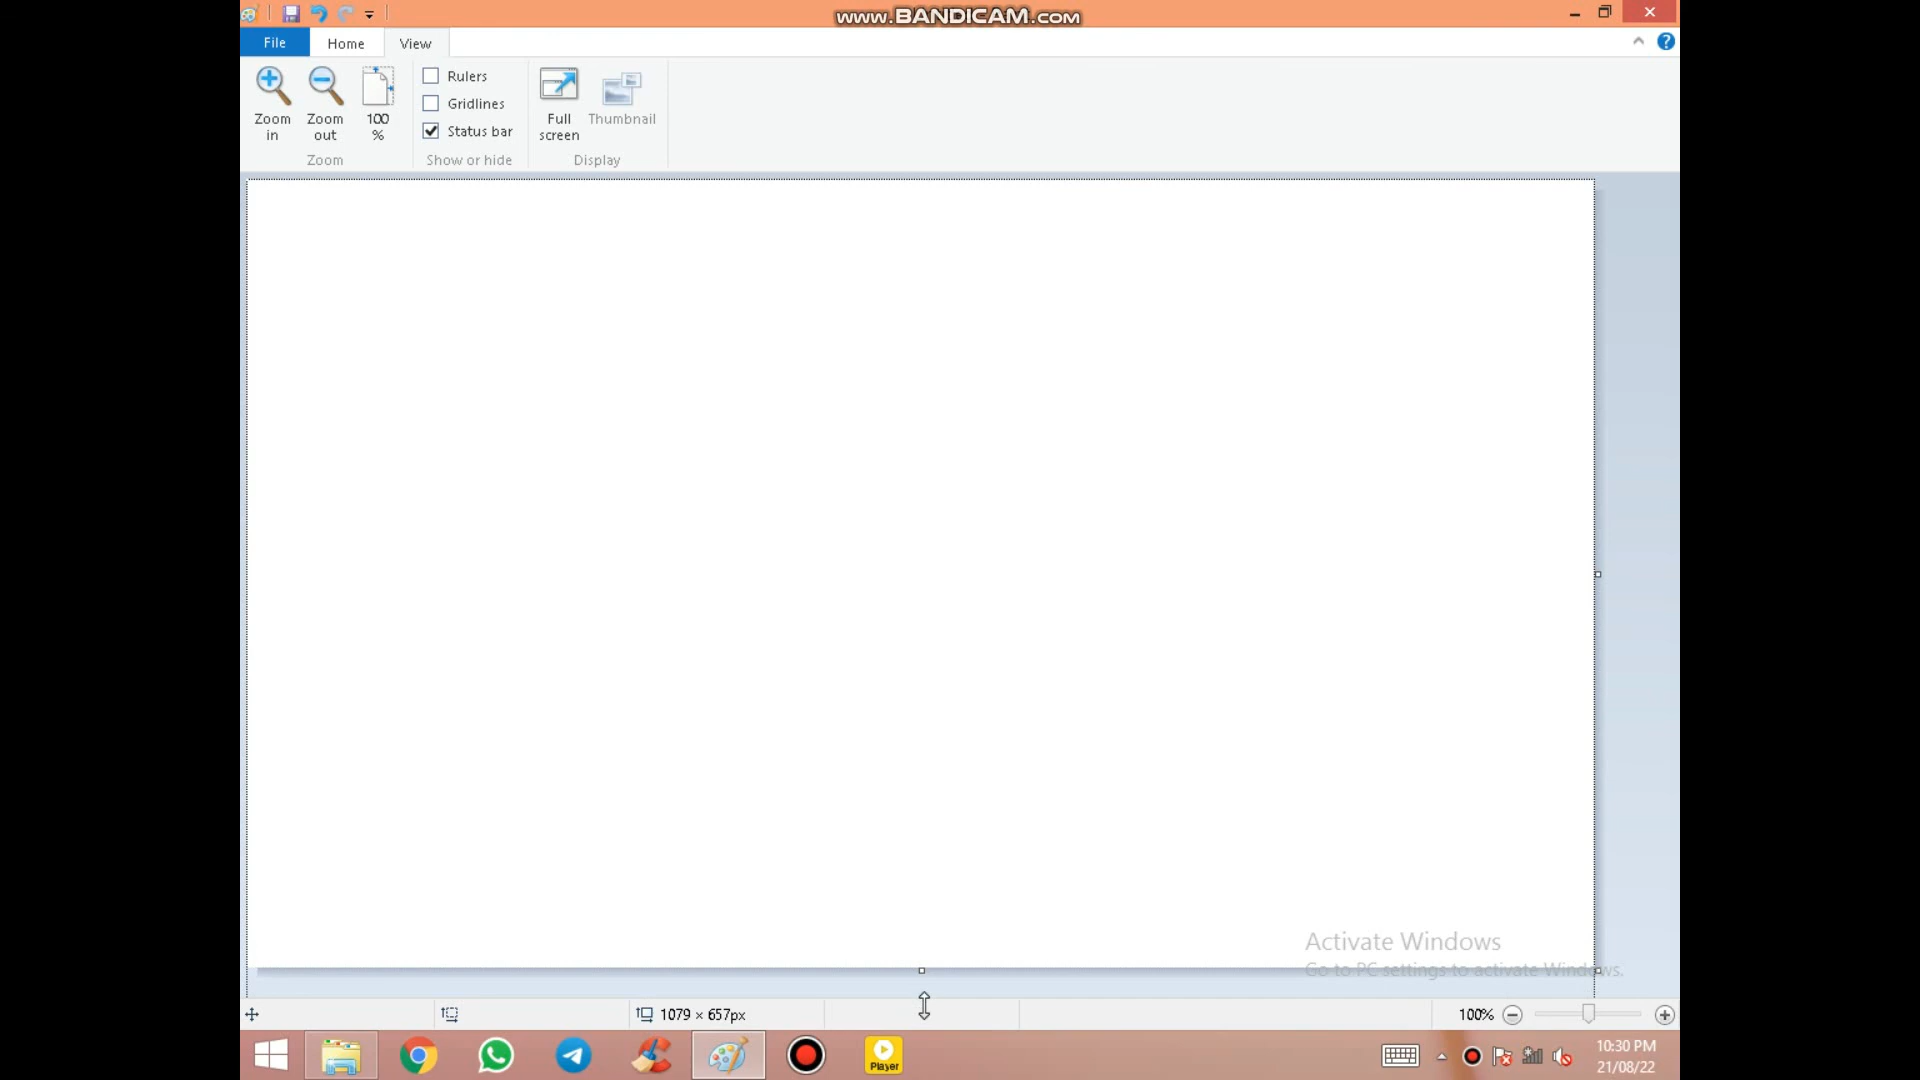 www.BANDICAM.com
File Home View
Zoom in
Zoom out
100 %
Rulers
Gridlines
Status bar
Full screen
Thumbnail
Zoom
Show or hide
Display
Activate Windows
Go to PC settings to activate Windows.
1079 × 657px
100%
Player
10:30 PM
21/08/22